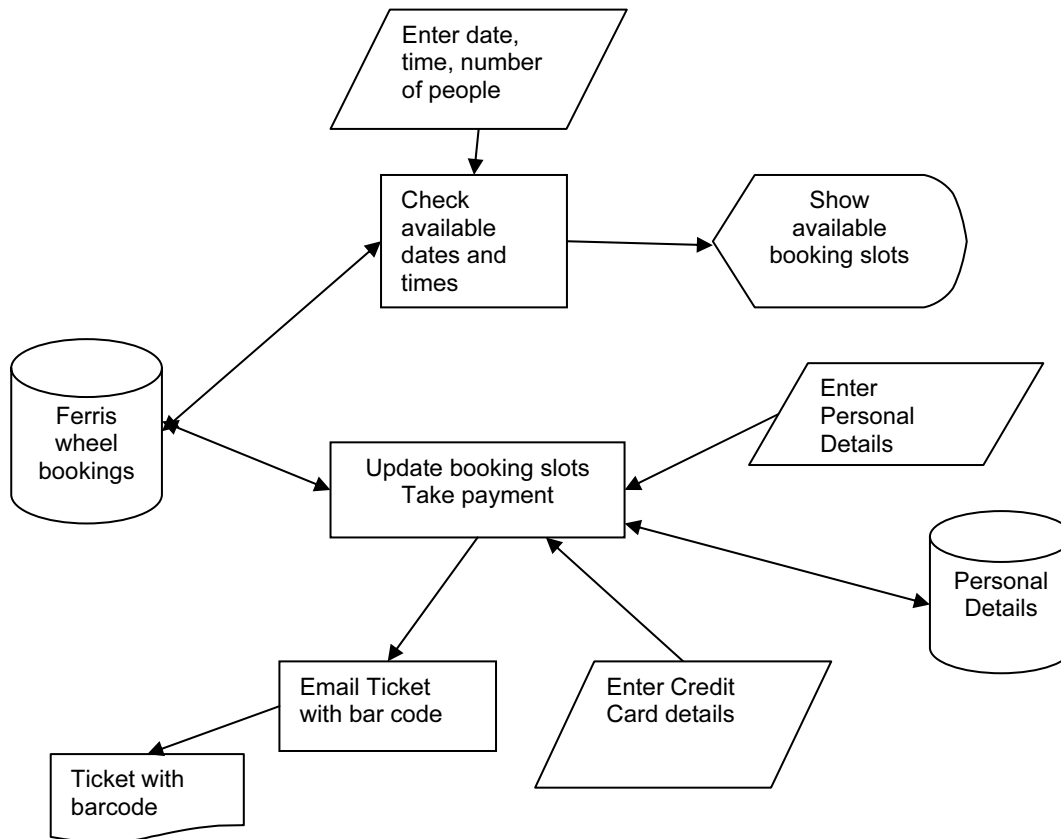 Enter date,
time, number
of people
Check
available
dates and
times
Show
available
booking slots
Ferris
wheel
bookings
Enter
Personal
Details
Update booking slots
Take payment
Personal
Details
Email Ticket
with bar code
Enter Credit
Card details
Ticket with
barcode